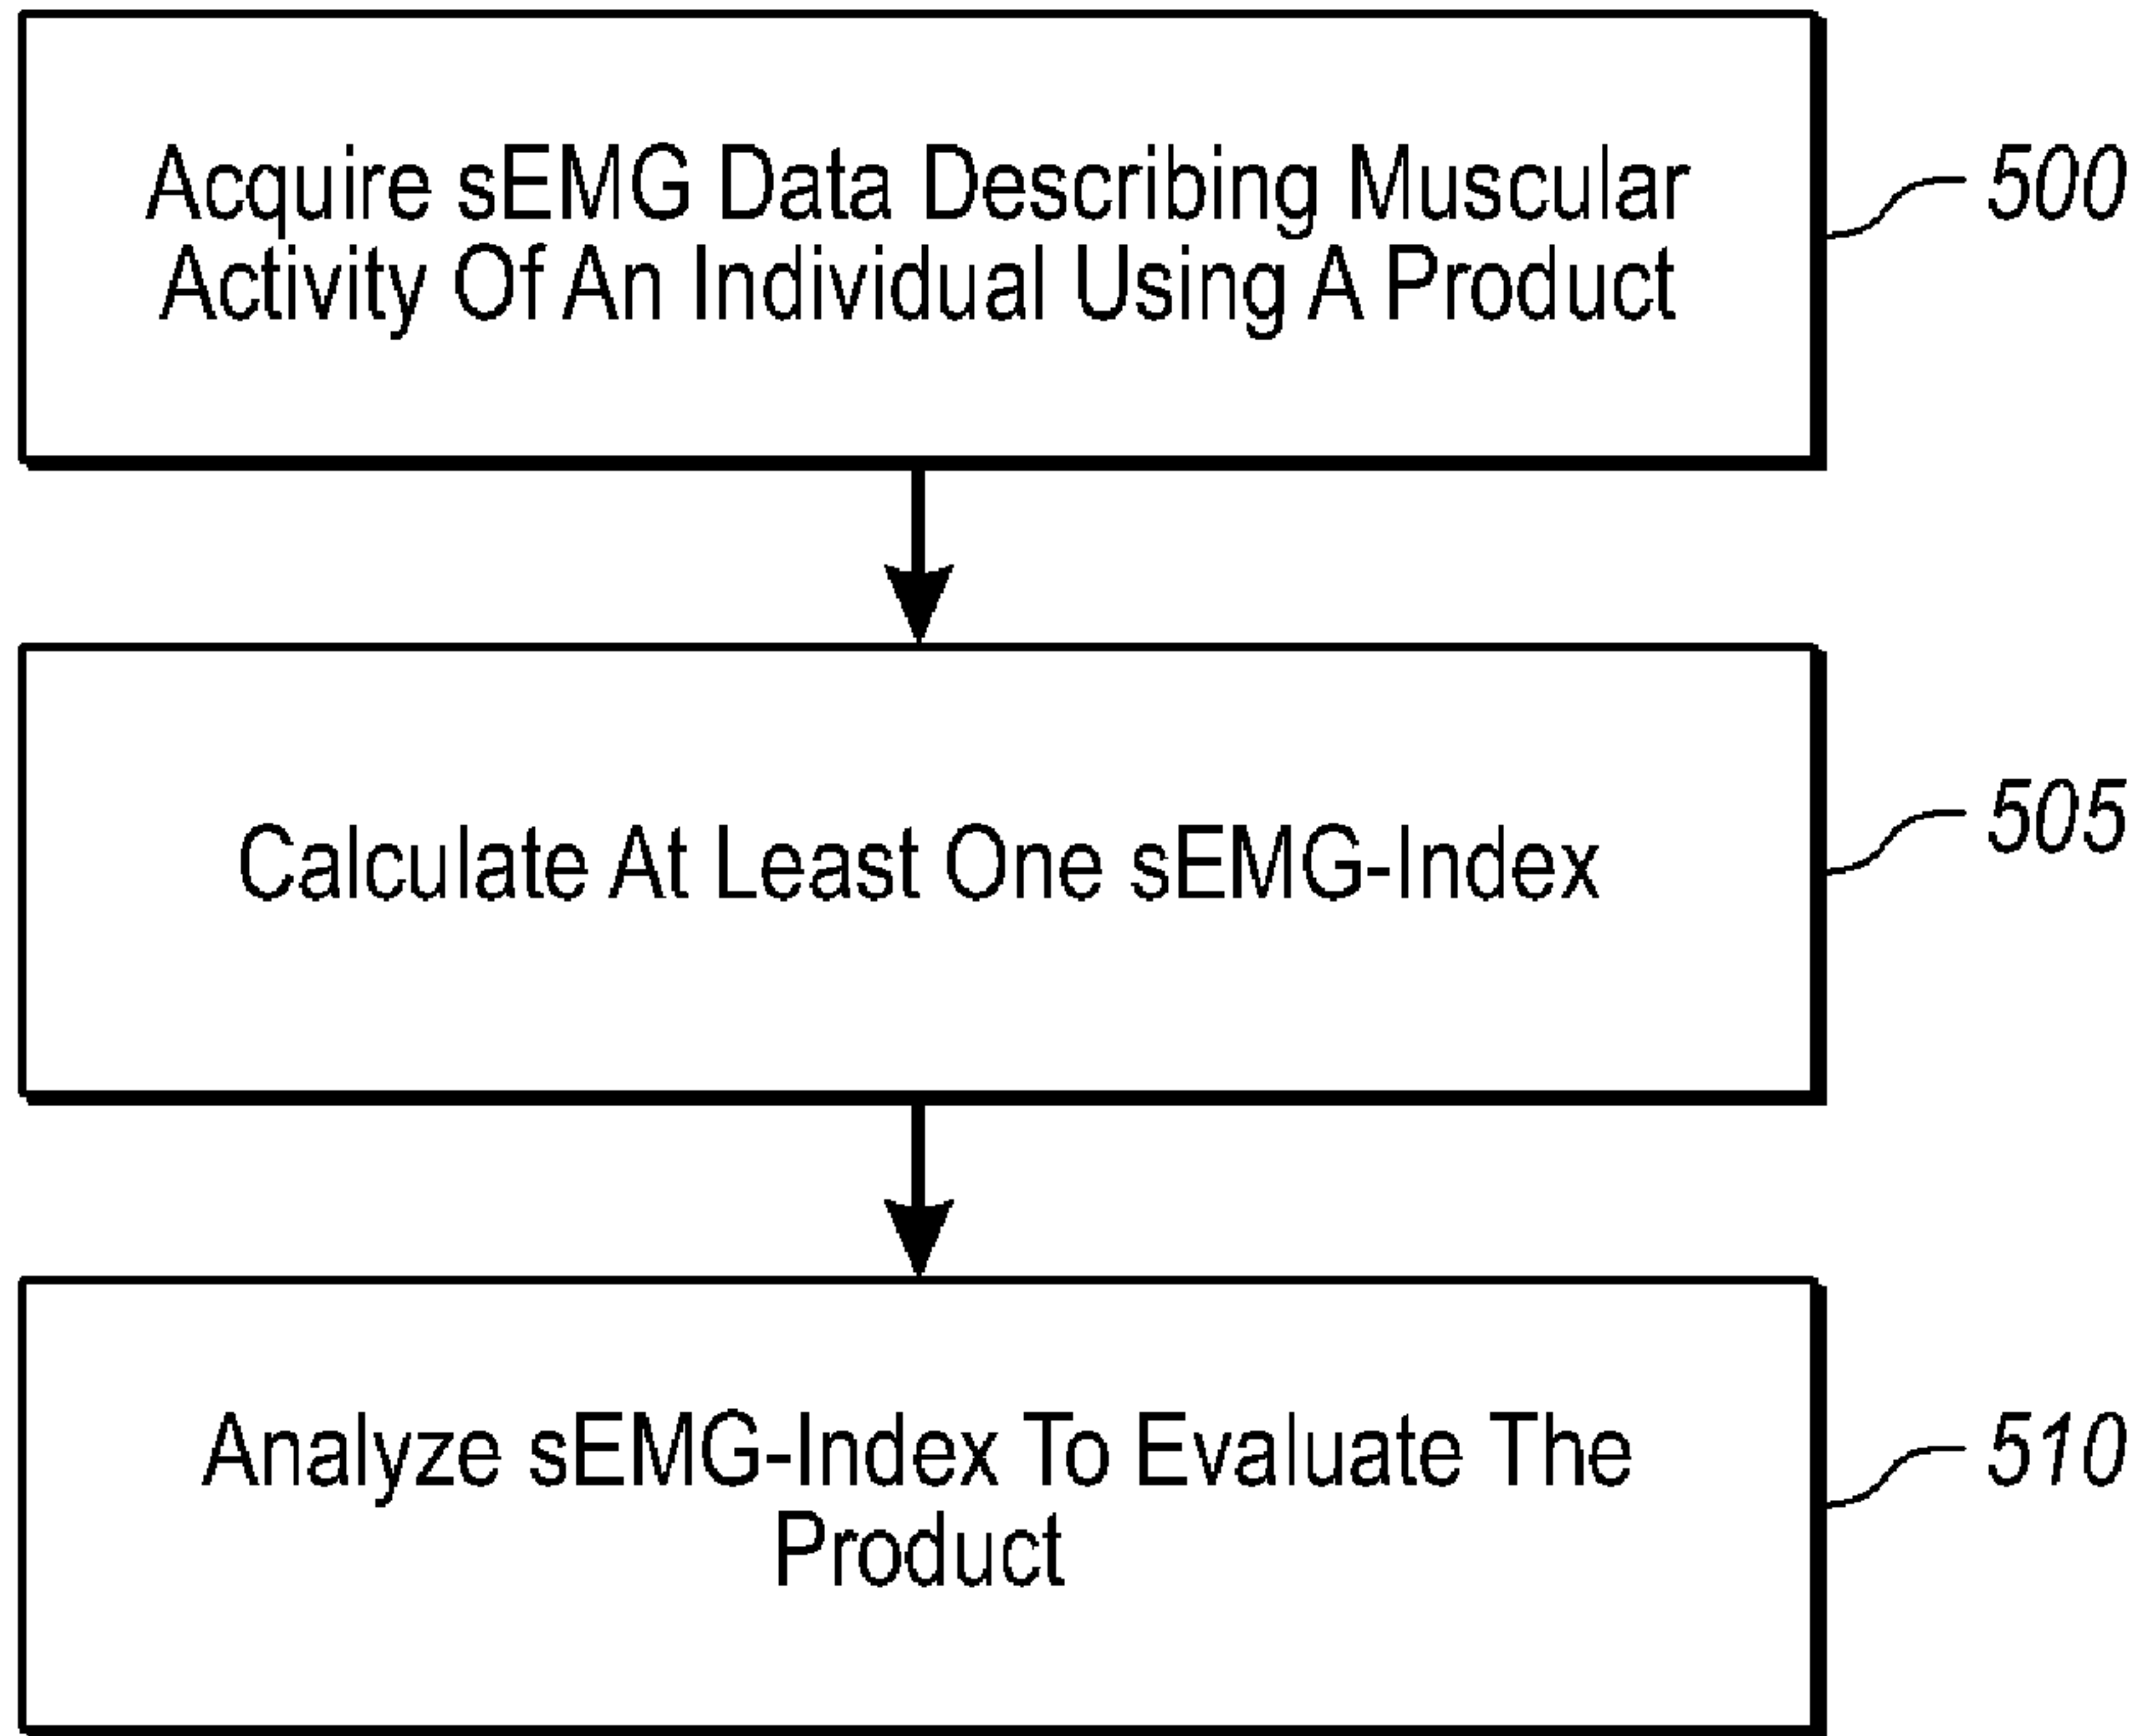 Acquire sEMG Data Describing Muscular
Activity Of An Individual Using A Product
500
Calculate At Least One sEMG-Index
505
Analyze sEMG-Index To Evaluate The
Product
510